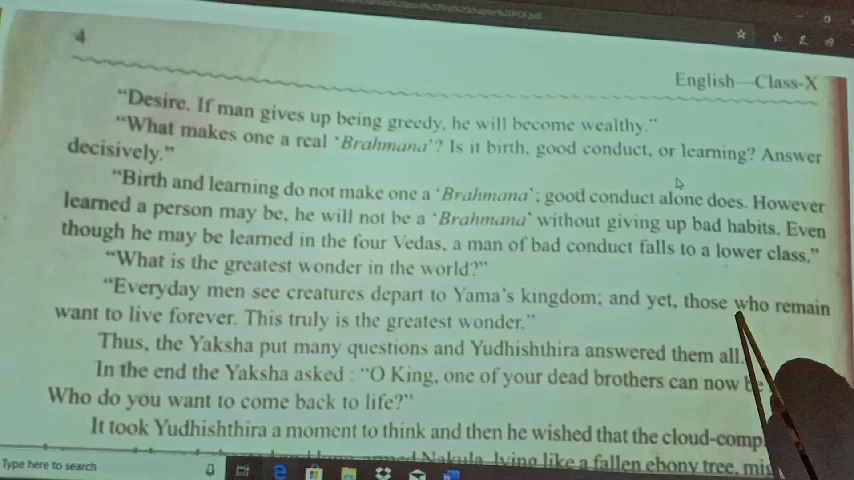 4
English—Class-X
"Desire. If man gives up being greedy, he will become wealthy."
"What makes one a real 'Brahmana'? Is it birth, good conduct, or learning? Answer
decisively."
"Birth and learning do not make one a 'Brahmana'; good conduct alone does. However
learned a person may be, he will not be a 'Brahmana' without giving up bad habits. Even
though he may be learned in the four Vedas, a man of bad conduct falls to a lower class."
"What is the greatest wonder in the world?"
"Everyday men see creatures depart to Yama's kingdom; and yet, those who remain
want to live forever. This truly is the greatest wonder."
Thus, the Yaksha put many questions and Yudhishthira answered them all.
In the end the Yaksha asked : "O King, one of your dead brothers can now be
Who do you want to come back to life?"
It took Yudhishthira a moment to think and then he wished that the cloud-comp
Nakula, lying like a fallen ebony tree, mig
Type here to search